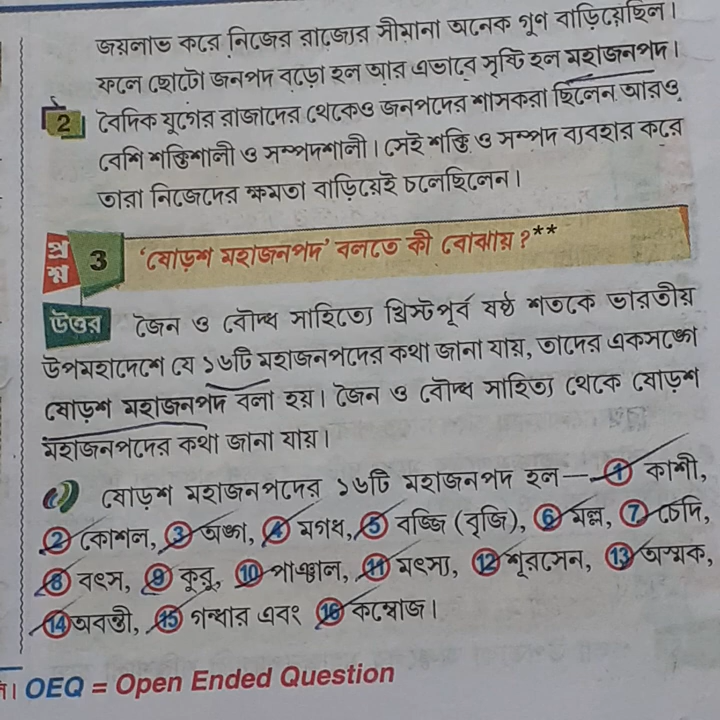 জয়লাভ করে নিজের রাজ্যের সীমানা অনেক গুণ বাড়িয়েছিল।
ফলে ছোটো জনপদ বড়ো হল আর এভাবে সৃষ্টি হল মহাজনপদ।
2 বৈদিক যুগের রাজাদের থেকেও জনপদের শাসকরা ছিলেন আরও
বেশি শক্তিশালী ও সম্পদশালী। সেই শক্তি ও সম্পদ ব্যবহার করে
তারা নিজেদের ক্ষমতা বাড়িয়েই চলেছিলেন।
প্রশ্ন 3 ‘ষোড়শ মহাজনপদ’ বলতে কী বোঝায়?**
উত্তর জৈন ও বৌদ্ধ সাহিত্যে খ্রিস্টপূর্ব ষষ্ঠ শতকে ভারতীয়
উপমহাদেশে যে ১৬টি মহাজনপদের কথা জানা যায়, তাদের একসঙ্গে
ষোড়শ মহাজনপদ বলা হয়। জৈন ও বৌদ্ধ সাহিত্য থেকে ষোড়শ
মহাজনপদের কথা জানা যায়।
ষোড়শ মহাজনপদের ১৬টি মহাজনপদ হল— 1 কাশী,
2 কোশল, 3 অঙ্গ, 4 মগধ, 5 বজ্জি (বৃজি), 6 মল্ল, 7 চেদি,
8 বৎস, 9 কুরু, 10 পাঞ্চাল, 11 মৎস্য, 12 শূরসেন, 13 অস্মক,
14 অবন্তী, 15 গন্ধার এবং 16 কম্বোজ।
OEQ = Open Ended Question